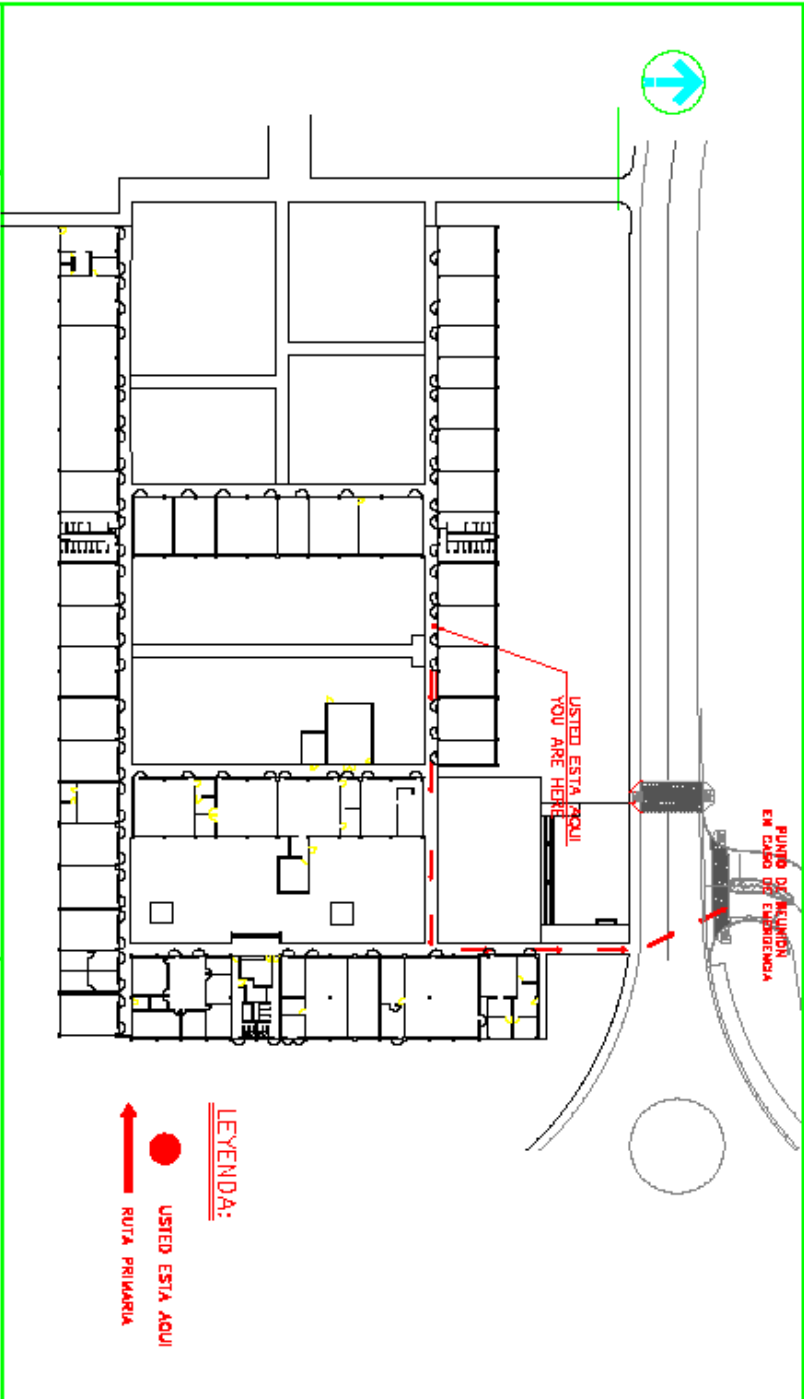 USTED ESTA AQUI
YOU ARE HERE
PUNTO DE REUNION
EN CASO DE EMERGENCIA
LEYENDA:
USTED ESTA AQUI
RUTA PRIMARIA